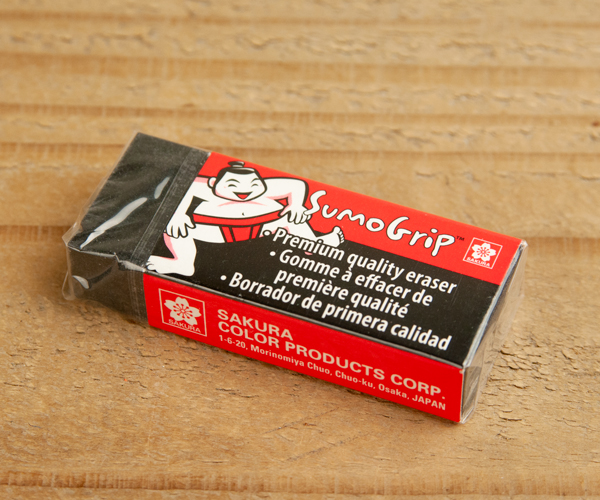 SumoGrip™
SAKURA
• Premium quality eraser
• Gomme à effacer de
première qualité
• Borrador de primera calidad
SAKURA
SAKURA
COLOR PRODUCTS CORP.
1-6-20, Morinomiya Chuo, Chuo-ku, Osaka, JAPAN